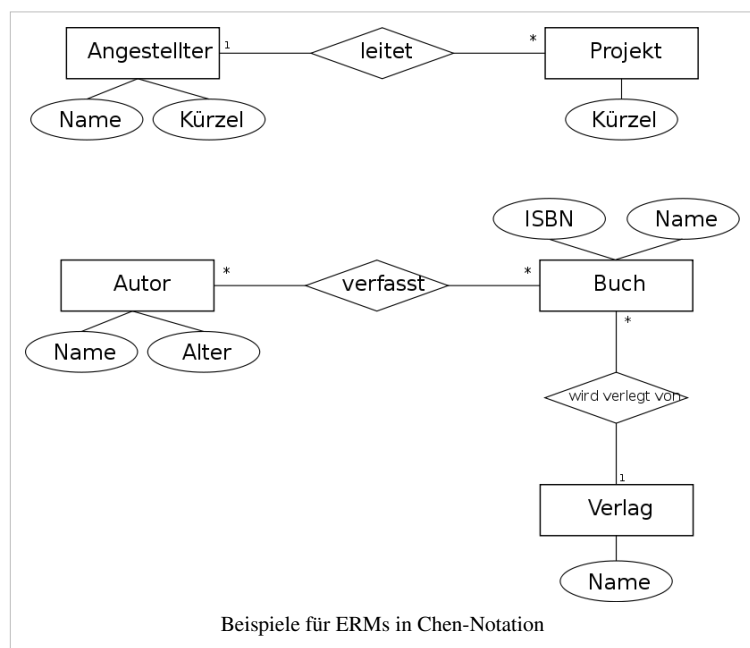 Angestellter 1 leitet * Projekt
Name Kürzel Kürzel
ISBN Name
Autor * verfasst * Buch
Name Alter *
wird verlegt von
1
Verlag
Name
Beispiele für ERMs in Chen-Notation